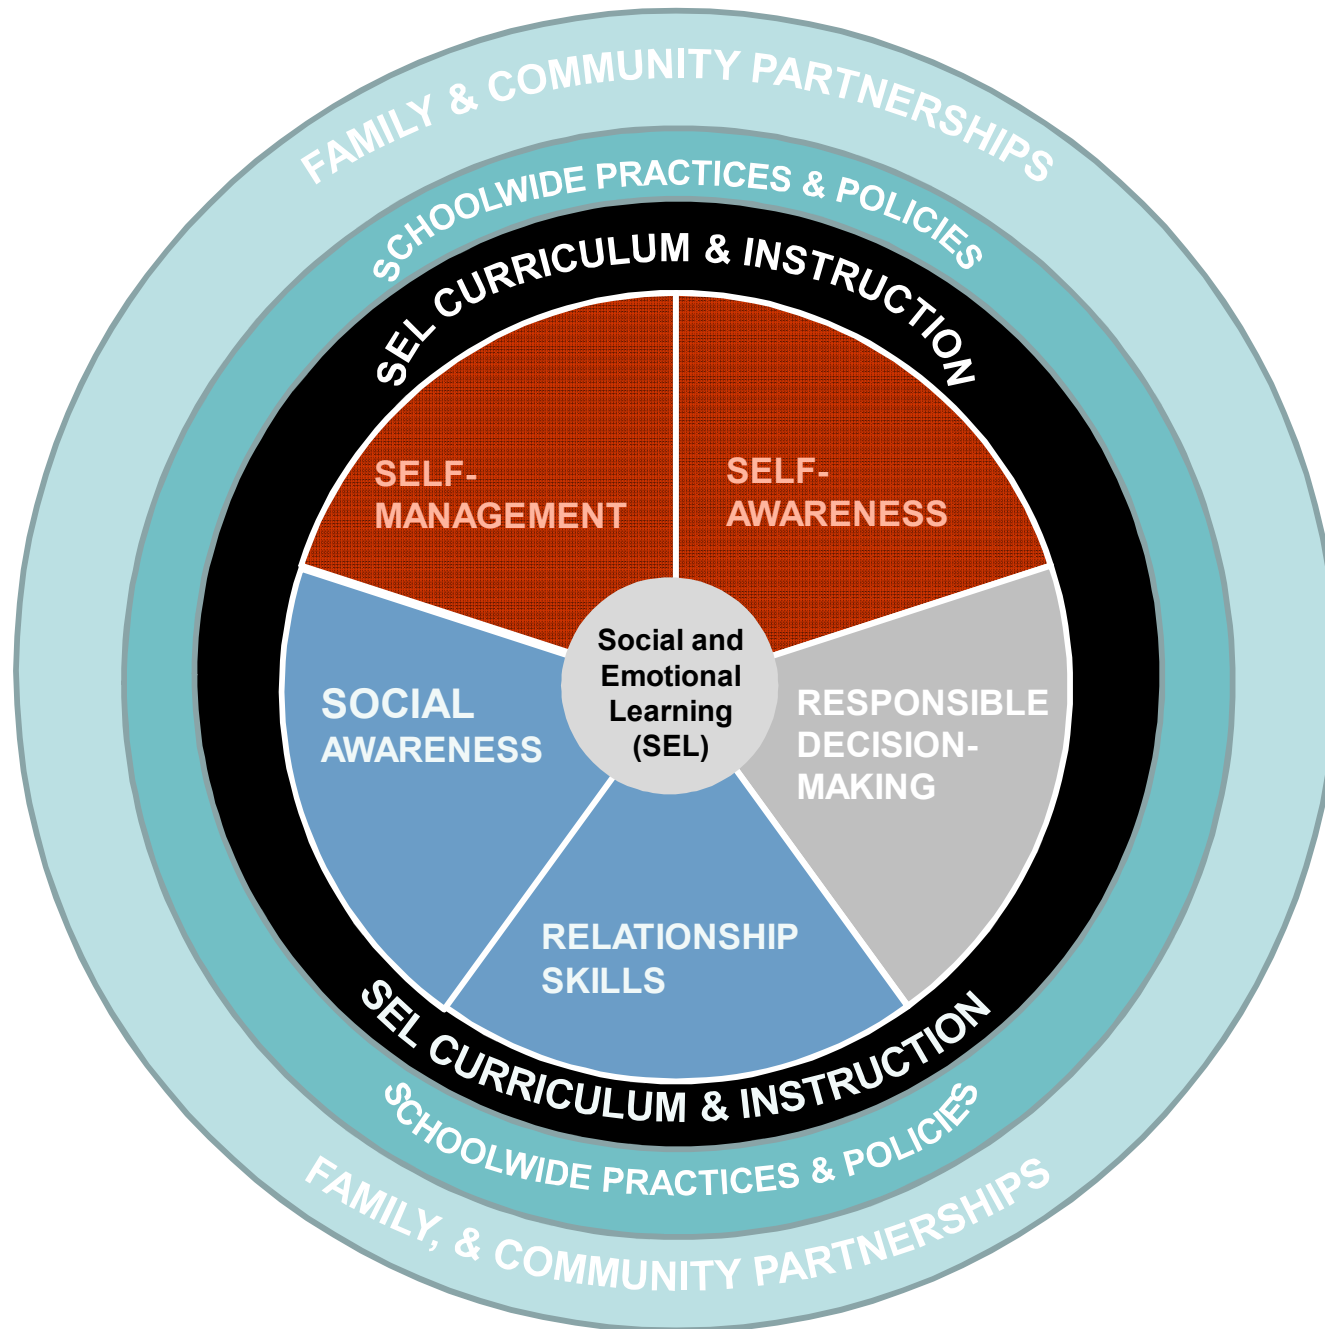 FAMILY & COMMUNITY PARTNERSHIPS
SCHOOLWIDE PRACTICES & POLICIES
SEL CURRICULUM & INSTRUCTION
SELF-
MANAGEMENT
SELF-
AWARENESS
Social and
Emotional
Learning
(SEL)
SOCIAL
AWARENESS
RESPONSIBLE
DECISION-
MAKING
RELATIONSHIP
SKILLS
SEL CURRICULUM & INSTRUCTION
SCHOOLWIDE PRACTICES & POLICIES
FAMILY, & COMMUNITY PARTNERSHIPS